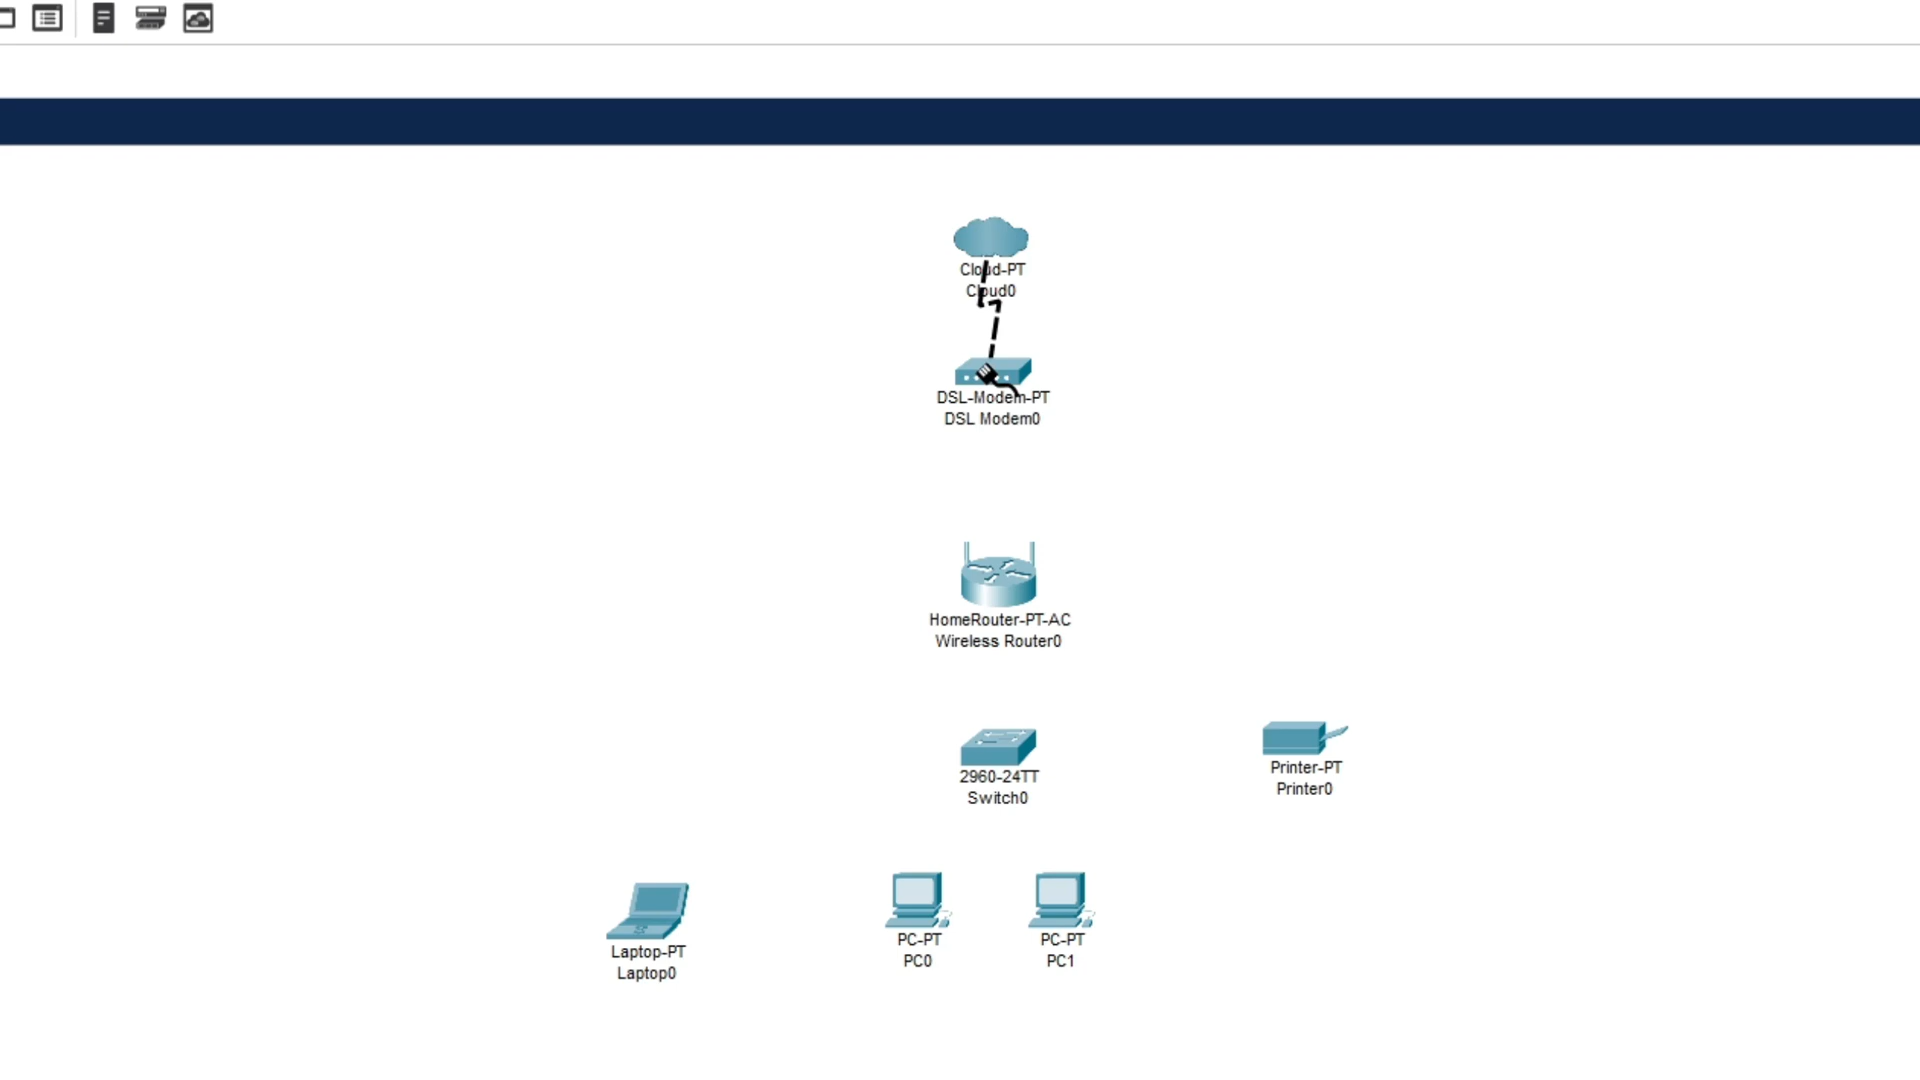 Cloud-PT
Cloud0
DSL-Modem-PT
DSL Modem0
HomeRouter-PT-AC
Wireless Router0
2960-24TT
Switch0
Printer-PT
Printer0
Laptop-PT
Laptop0
PC-PT
PC0
PC-PT
PC1